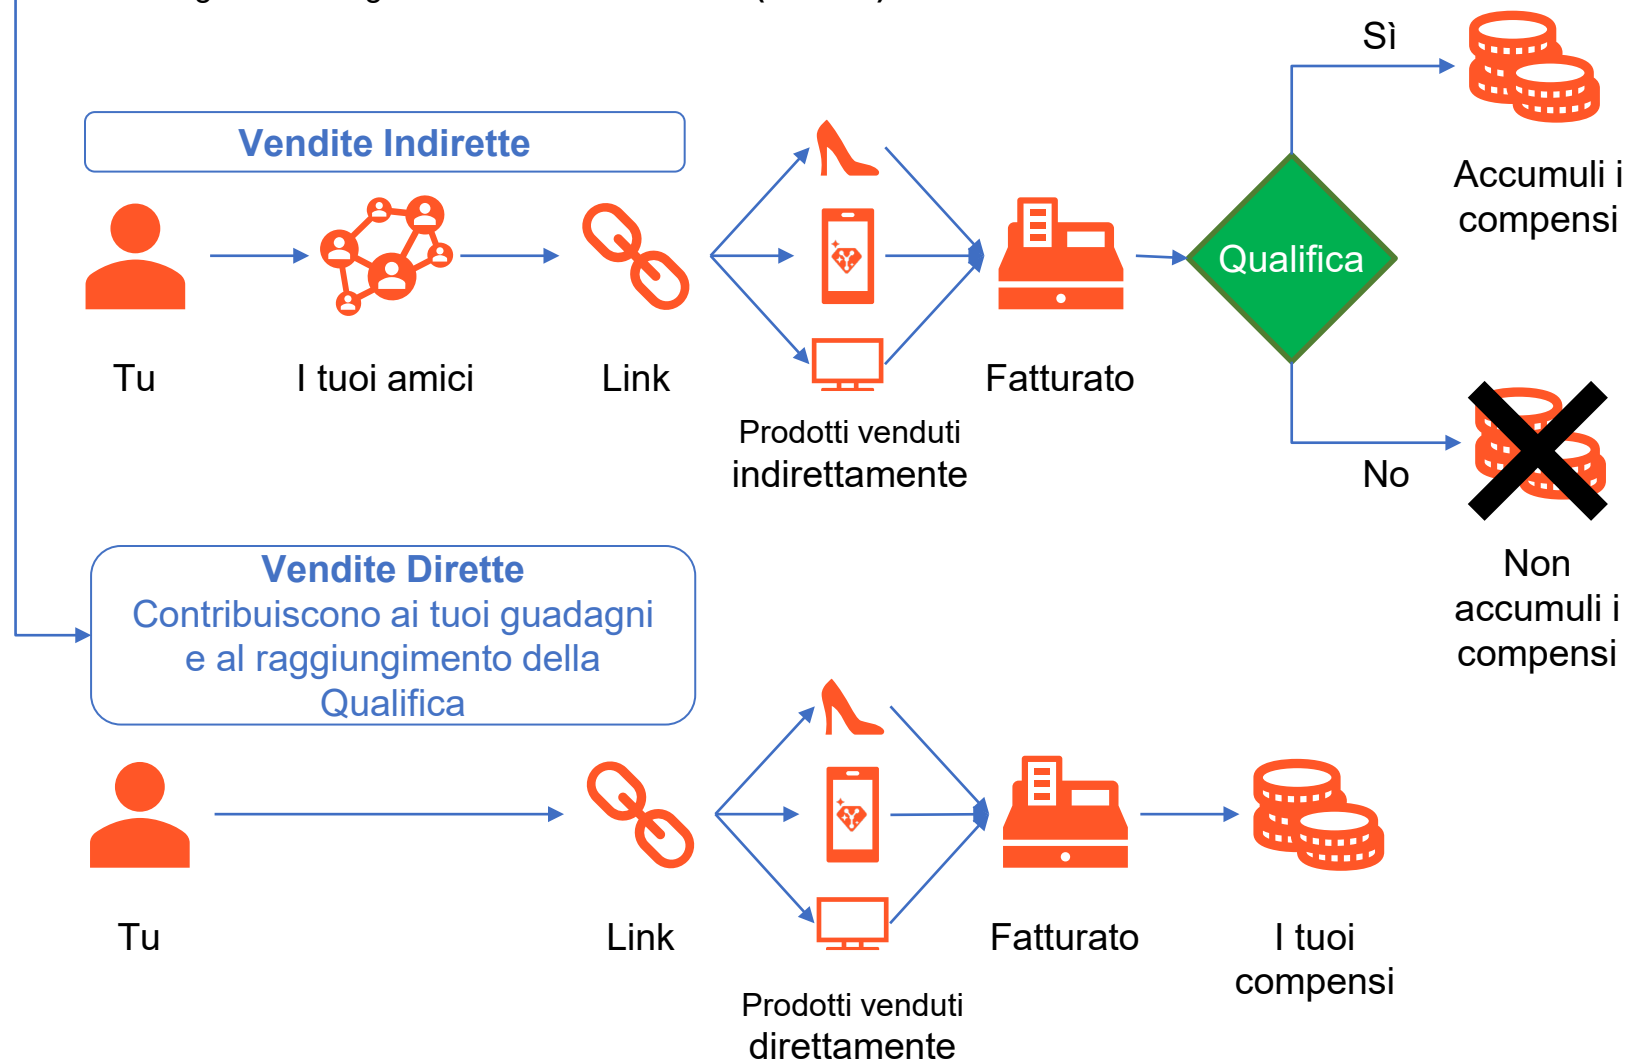 Sì
Vendite Indirette
Accumuli i
compensi
Qualifica
Tu
I tuoi amici
Link
Fatturato
Prodotti venduti
indirettamente
No
Non
accumuli i
compensi
Vendite Dirette
Contribuiscono ai tuoi guadagni
e al raggiungimento della
Qualifica
Tu
Link
Fatturato
I tuoi
compensi
Prodotti venduti
direttamente